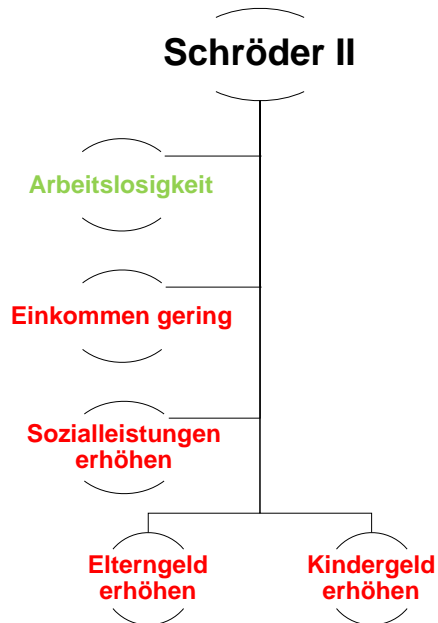 Schröder II
Arbeitslosigkeit
Einkommen gering
Sozialleistungen
erhöhen
Elterngeld
erhöhen
Kindergeld
erhöhen